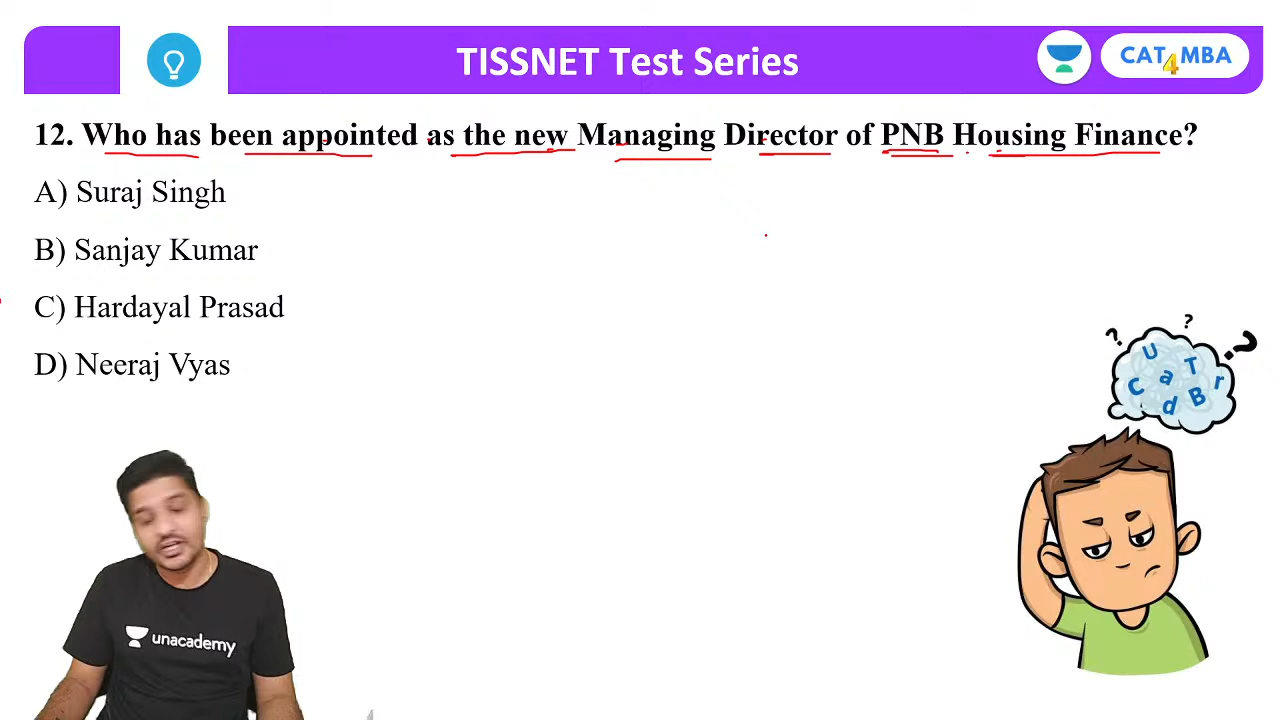 TISSNET Test Series
CAT4MBA
12. Who has been appointed as the new Managing Director of PNB Housing Finance?
A) Suraj Singh
B) Sanjay Kumar
C) Hardayal Prasad
D) Neeraj Vyas
? ? ?
U T r
C a B
d
unacademy